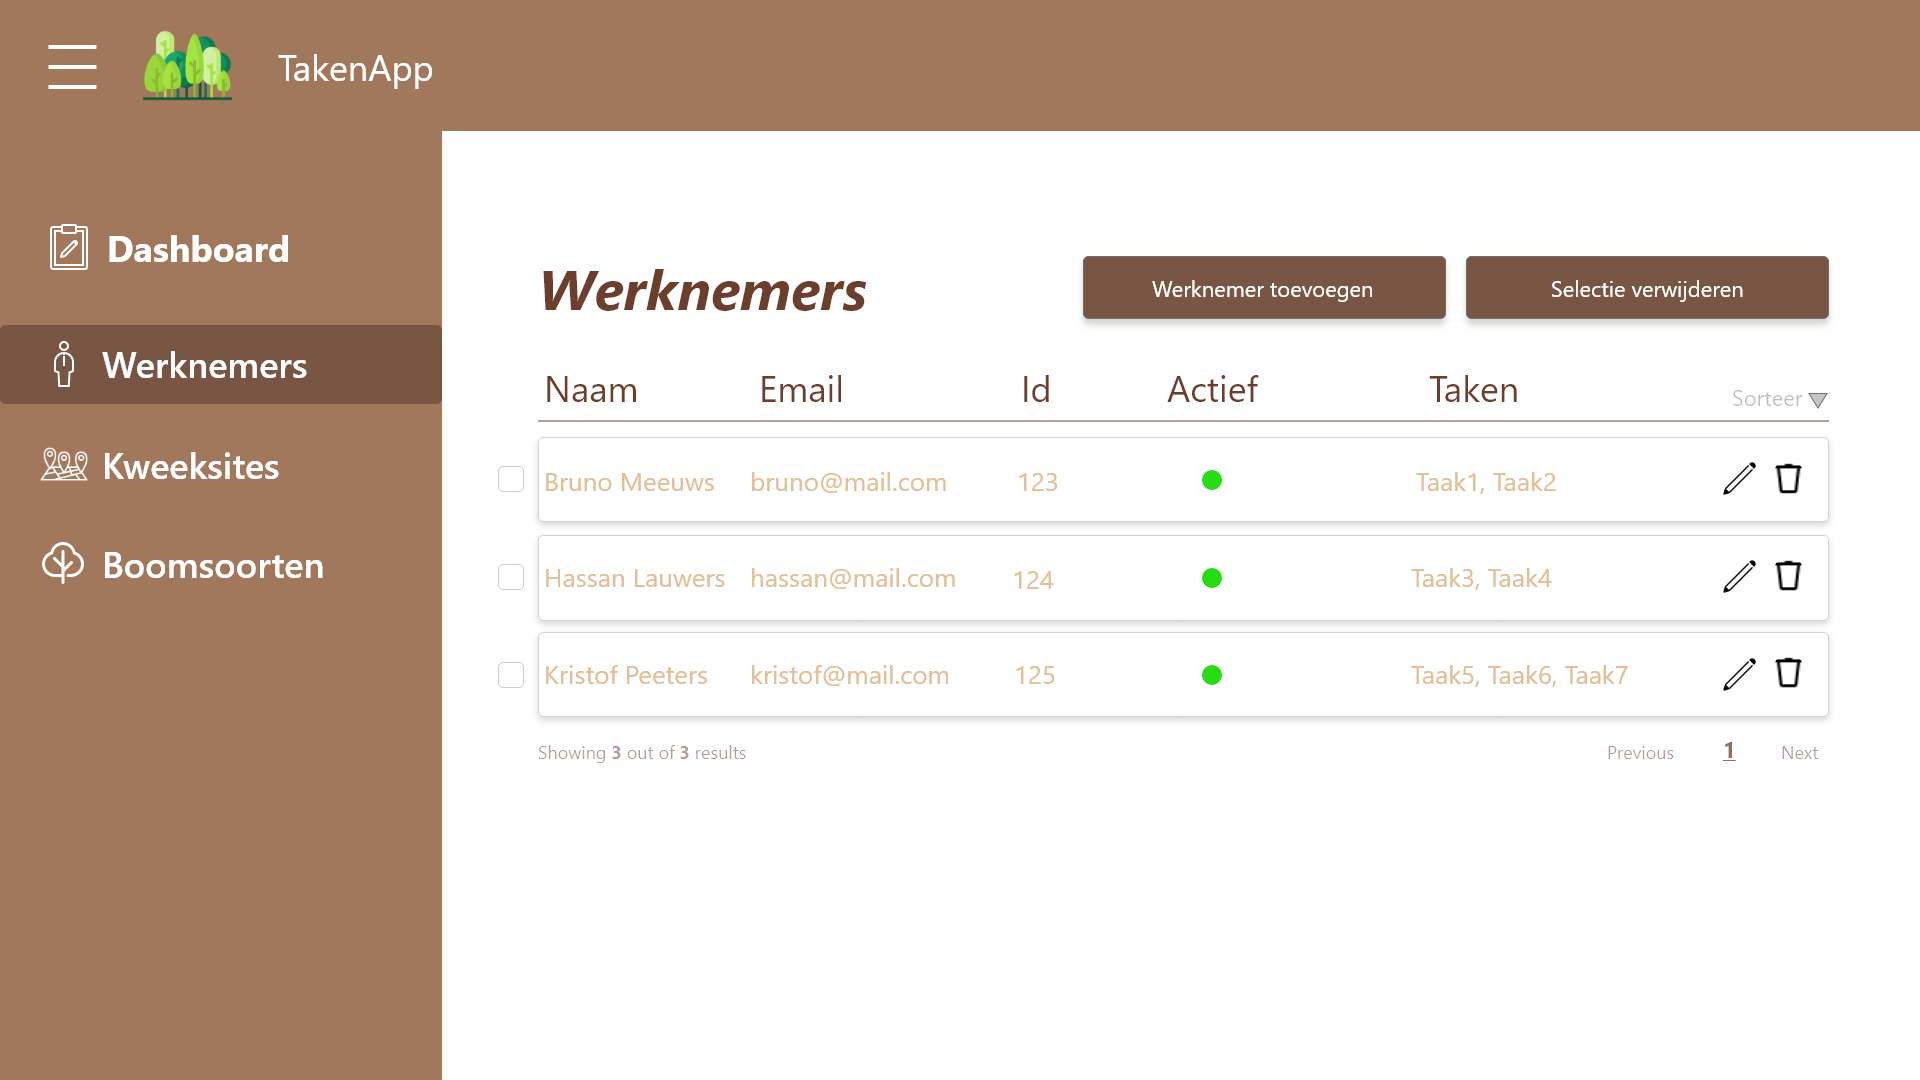 TakenApp
Dashboard
Werknemers
Kweeksites
Boomsoorten
Werknemers
Werknemer toevoegen
Selectie verwijderen
Naam Email Id Actief Taken Sorteer
Bruno Meeuws bruno@mail.com 123 Taak1, Taak2
Hassan Lauwers hassan@mail.com 124 Taak3, Taak4
Kristof Peeters kristof@mail.com 125 Taak5, Taak6, Taak7
Showing 3 out of 3 results Previous 1 Next